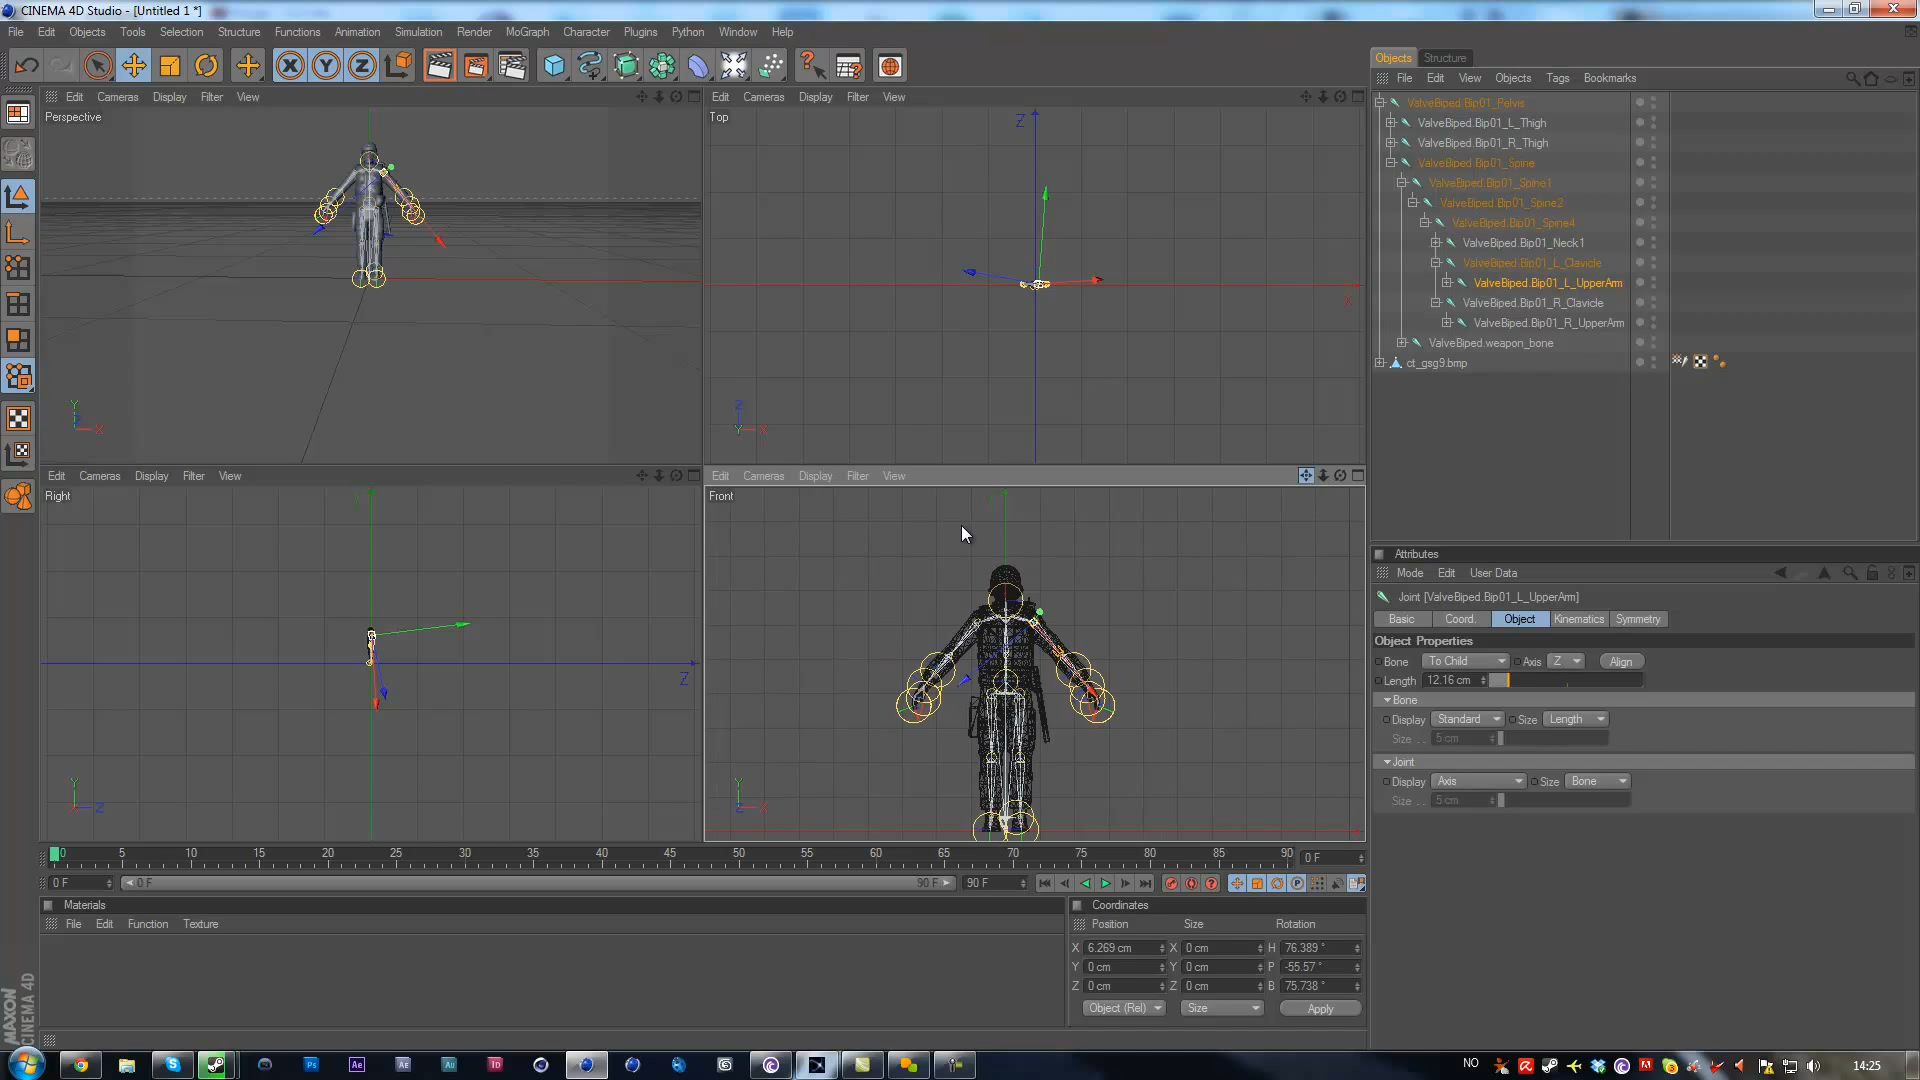 CINEMA 4D Studio - [Untitled 1 *]
File Edit Objects Tools Selection Structure Functions Animation Simulation Render MoGraph Character Plugins Python Window Help
X Y Z
Edit Cameras Display Filter View
Perspective
Y X
Edit Cameras Display Filter View
Top
Z
X
Z
Y X
Edit Cameras Display Filter View
Right
Z
Y
Z
Edit Cameras Display Filter View
Front
Y
Z X
Objects Structure
File Edit View Objects Tags Bookmarks
ValveBiped.Bip01_Pelvis
ValveBiped.Bip01_L_Thigh
ValveBiped.Bip01_R_Thigh
ValveBiped.Bip01_Spine
ValveBiped.Bip01_Spine1
ValveBiped.Bip01_Spine2
ValveBiped.Bip01_Spine4
ValveBiped.Bip01_Neck1
ValveBiped.Bip01_L_Clavicle
ValveBiped.Bip01_L_UpperArm
ValveBiped.Bip01_R_Clavicle
ValveBiped.Bip01_R_UpperArm
ValveBiped.weapon_bone
ct_gsg9.bmp
Attributes
Mode Edit User Data
Joint [ValveBiped.Bip01_L_UpperArm]
Basic Coord. Object Kinematics Symmetry
Object Properties
Bone To Child Axis Z Align
Length 12.16 cm
Bone
Display Standard Size Length
Size . . 5 cm
Joint
Display Axis Size Bone
Size . . 5 cm
0 5 10 15 20 25 30 35 40 45 50 55 60 65 70 75 80 85 90 0 F
0 F 0 F 90 F 90 F
Materials
File Edit Function Texture
Coordinates
Position Size Rotation
X 6.269 cm X 0 cm H 76.389 °
Y 0 cm Y 0 cm P -55.57 °
Z 0 cm Z 0 cm B 75.738 °
Object (Rel) Size Apply
MAXON
CINEMA 4D
Ps Ae Ae Au Id
NO
14:25